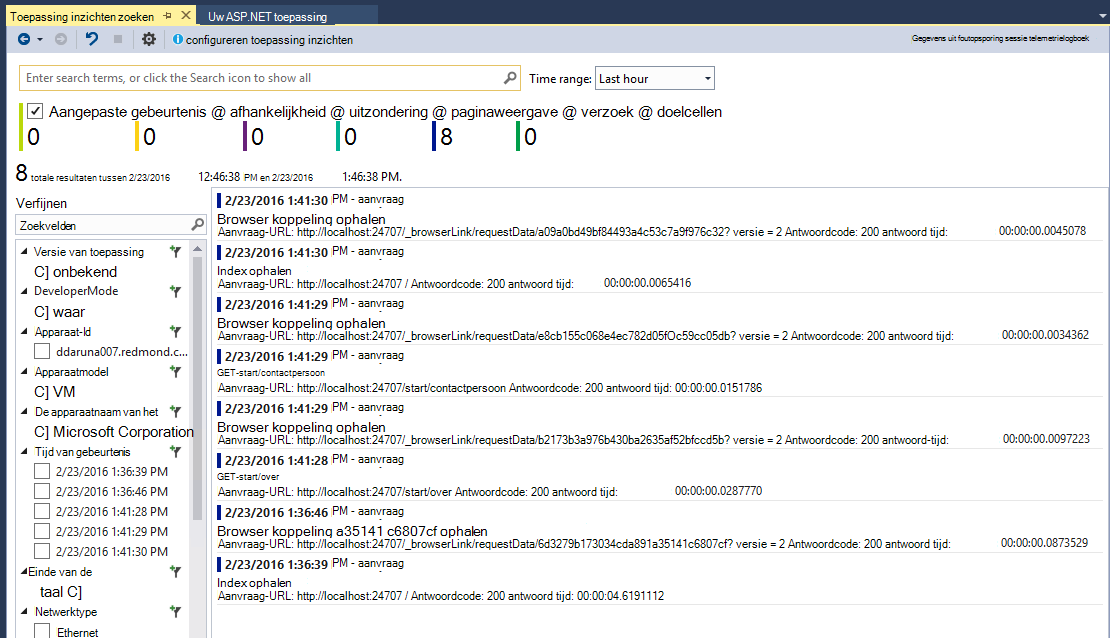 Toepassing inzichten zoeken
Uw ASP.NET toepassing
configureren toepassing inzichten
Gegevens uit foutopsporing sessie telemetrielogboek
Enter search terms, or click the Search icon to show all
Time range: Last hour
Aangepaste gebeurtenis @ afhankelijkheid @ uitzondering @ paginaweergave @ verzoek @ doelcellen
0 0 0 0 8 0
8 totale resultaten tussen 2/23/2016 12:46:38 PM en 2/23/2016 1:46:38 PM.
Verfijnen
Zoekvelden
Versie van toepassing
C] onbekend
DeveloperMode
C] waar
Apparaat-Id
ddaruna007.redmond.c...
Apparaatmodel
C] VM
De apparaatnaam van het
C] Microsoft Corporation
Tijd van gebeurtenis
2/23/2016 1:36:39 PM
2/23/2016 1:36:46 PM
2/23/2016 1:41:28 PM
2/23/2016 1:41:29 PM
2/23/2016 1:41:30 PM
Einde van de
taal C]
Netwerktype
Ethernet
2/23/2016 1:41:30 PM - aanvraag
Browser koppeling ophalen
Aanvraag-URL: http://localhost:24707/_browserLink/requestData/a09a0bd49bf84493a4c53c7a9f976c32? versie = 2 Antwoordcode: 200 antwoord tijd: 00:00:00.0045078
2/23/2016 1:41:30 PM - aanvraag
Index ophalen
Aanvraag-URL: http://localhost:24707 / Antwoordcode: 200 antwoord tijd: 00:00:00.0065416
2/23/2016 1:41:29 PM - aanvraag
Browser koppeling ophalen
Aanvraag-URL: http://localhost:24707/_browserLink/requestData/e8cb155c068e4ec782d05fOc59cc05db? versie = 2 Antwoordcode: 200 antwoord tijd: 00:00:00.0034362
2/23/2016 1:41:29 PM - aanvraag
GET-start/contactpersoon
Aanvraag-URL: http://localhost:24707/start/contactpersoon Antwoordcode: 200 antwoord tijd: 00:00:00.0151786
2/23/2016 1:41:29 PM - aanvraag
Browser koppeling ophalen
Aanvraag-URL: http://localhost:24707/_browserLink/requestData/b2173b3a976b430ba2635af52bfccd5b? versie = 2 Antwoordcode: 200 antwoord-tijd: 00:00:00.0097223
2/23/2016 1:41:28 PM - aanvraag
GET-start/over
Aanvraag-URL: http://localhost:24707/start/over Antwoordcode: 200 antwoord tijd: 00:00:00.0287770
2/23/2016 1:36:46 PM - aanvraag
Browser koppeling a35141 c6807cf ophalen
Aanvraag-URL: http://localhost:24707/_browserLink/requestData/6d3279b173034cda891a35141c6807cf? versie = 2 Antwoordcode: 200 antwoord tijd: 00:00:00.0873529
2/23/2016 1:36:39 PM - aanvraag
Index ophalen
Aanvraag-URL: http://localhost:24707 / Antwoordcode: 200 antwoord tijd: 00:00:04.6191112